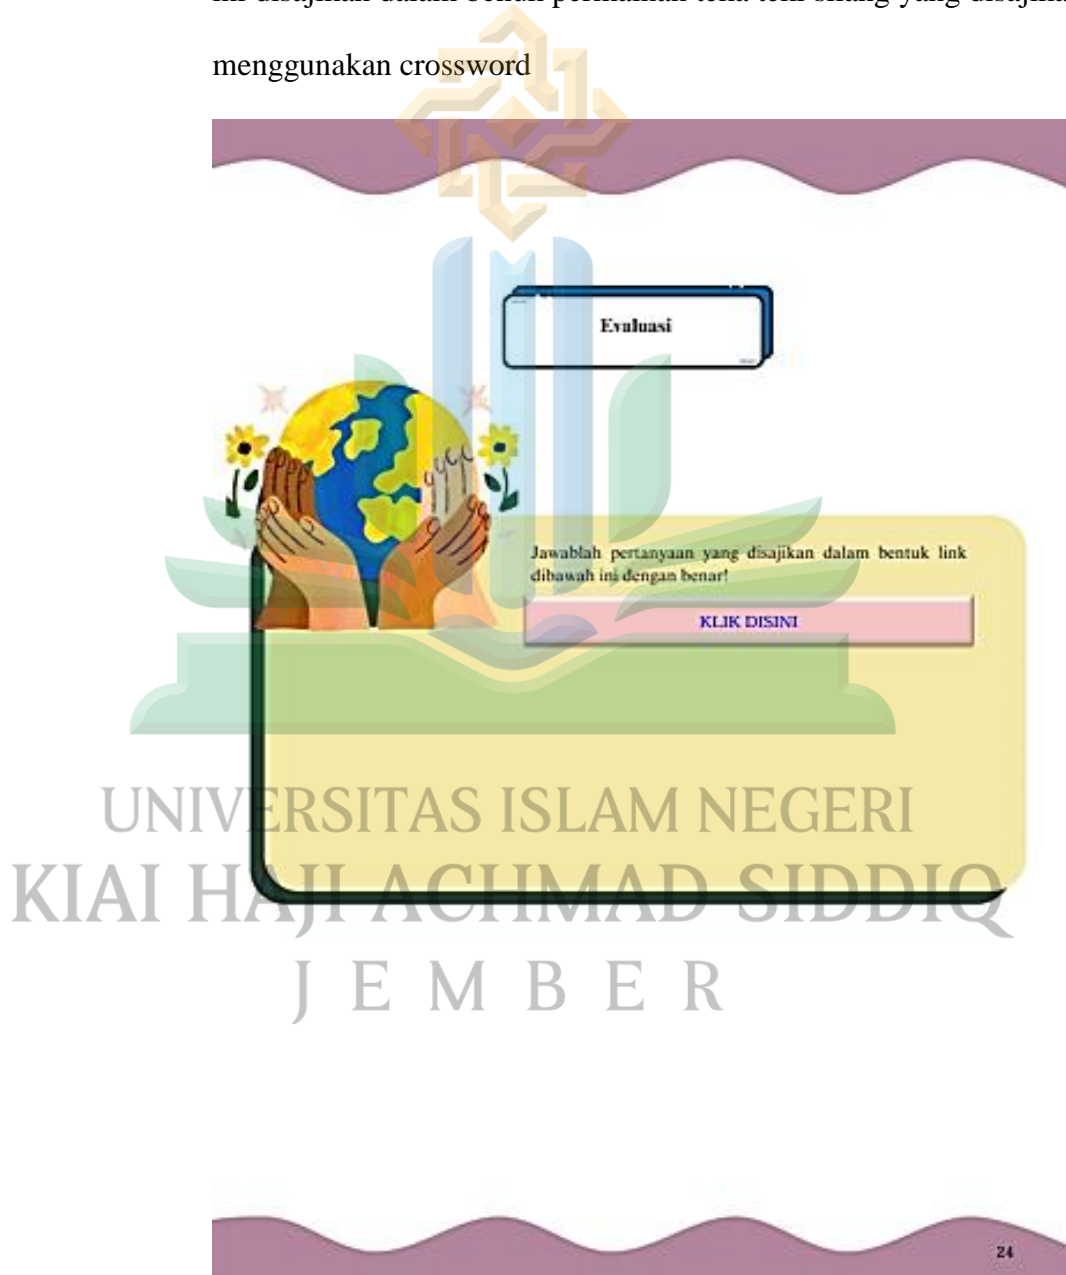 menggunakan crossword
Evaluasi
Jawablah pertanyaan yang disajikan dalam bentuk link
dibawah ini dengan benar!
KLIK DISINI
UNIVERSITAS ISLAM NEGERI
KIAI HAJI ACHMAD SIDDIQ
JEMBER
24